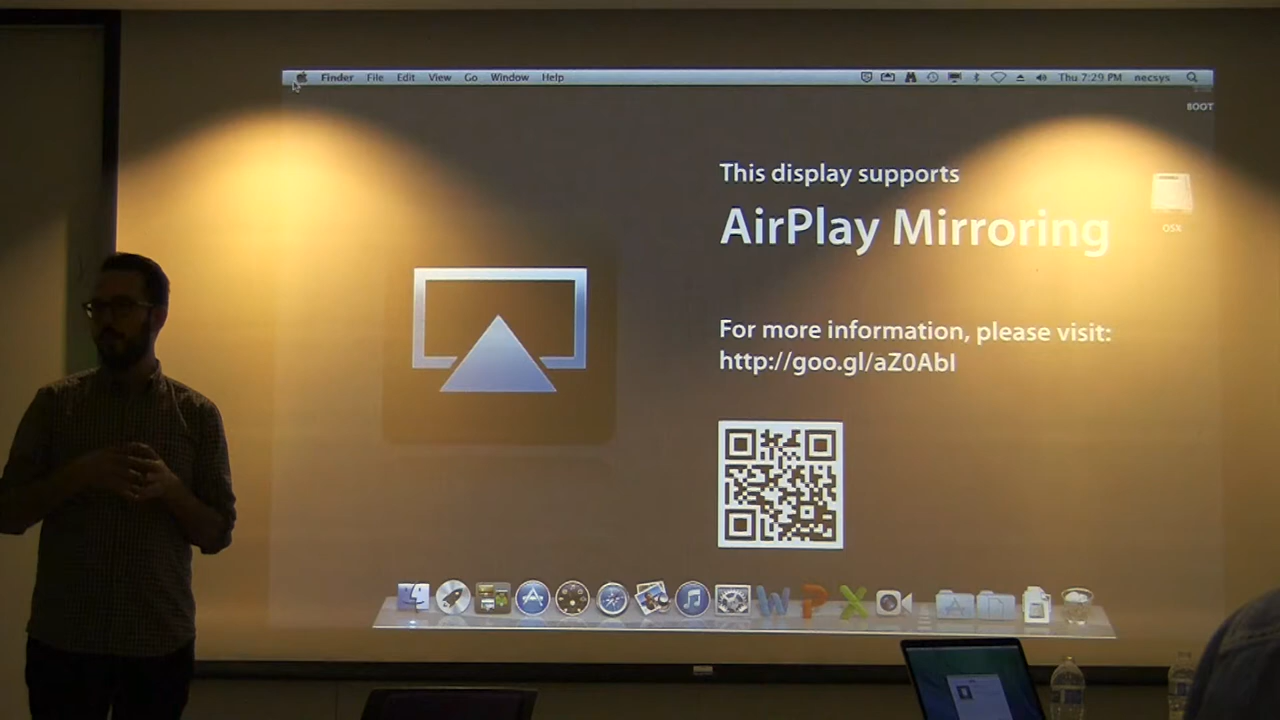 Finder File Edit View Go Window Help Thu 7:29 PM necsys
BOOT
This display supports
AirPlay Mirroring
OSX
For more information, please visit:
http://goo.gl/aZ0AbI
W P X